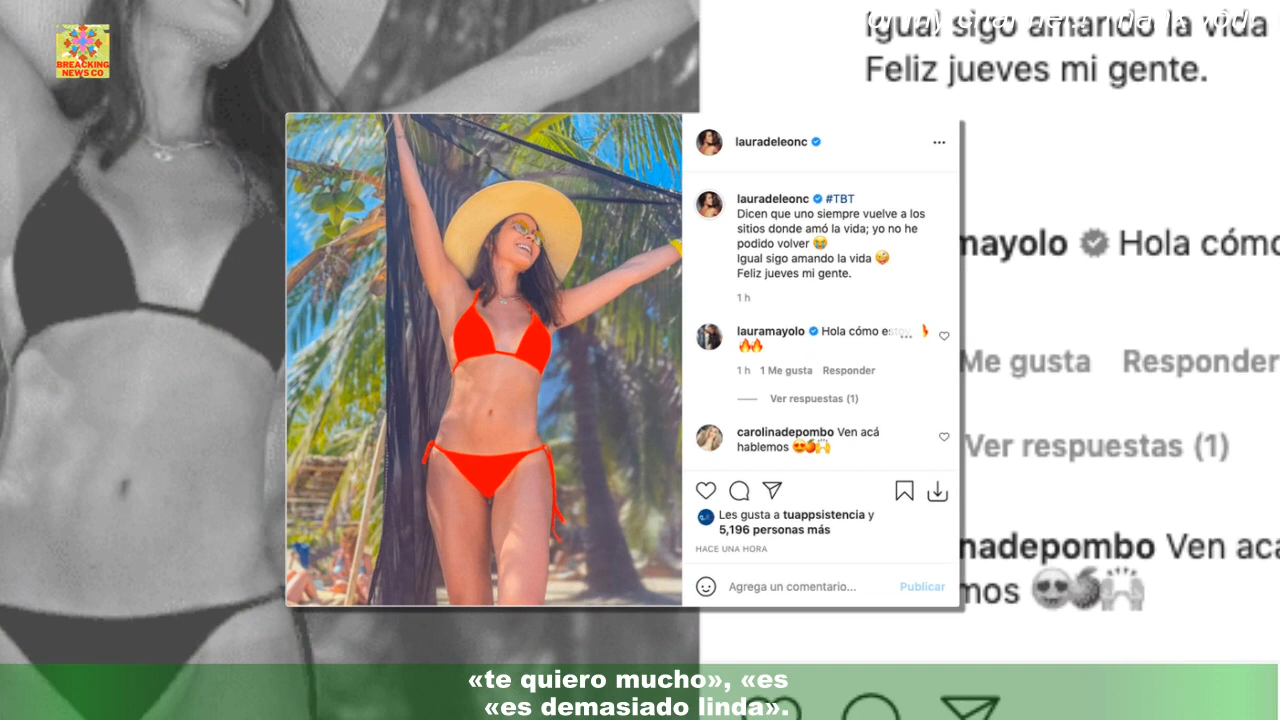 BREACKING
NEWS CO
Igual sigo amando la vida
Feliz jueves mi gente.
lauradeleonc
lauradeleonc #TBT
Dicen que uno siempre vuelve a los
sitios donde amó la vida; yo no he
podido volver 😭
Igual sigo amando la vida 🤪
Feliz jueves mi gente.
1 h
lauramayolo Hola cómo estoy 🔥
🔥🔥
1 h 1 Me gusta Responder
Ver respuestas (1)
carolinadepombo Ven acá
hablemos 😍🍎🙌
Les gusta a tuappsistencia y
5,196 personas más
HACE UNA HORA
Agrega un comentario... Publicar
mayolo Hola cómo
Me gusta Responder
Ver respuestas (1)
nadepombo Ven acá
mos 😍🍎🙌
«te quiero mucho», «es
«es demasiado linda».